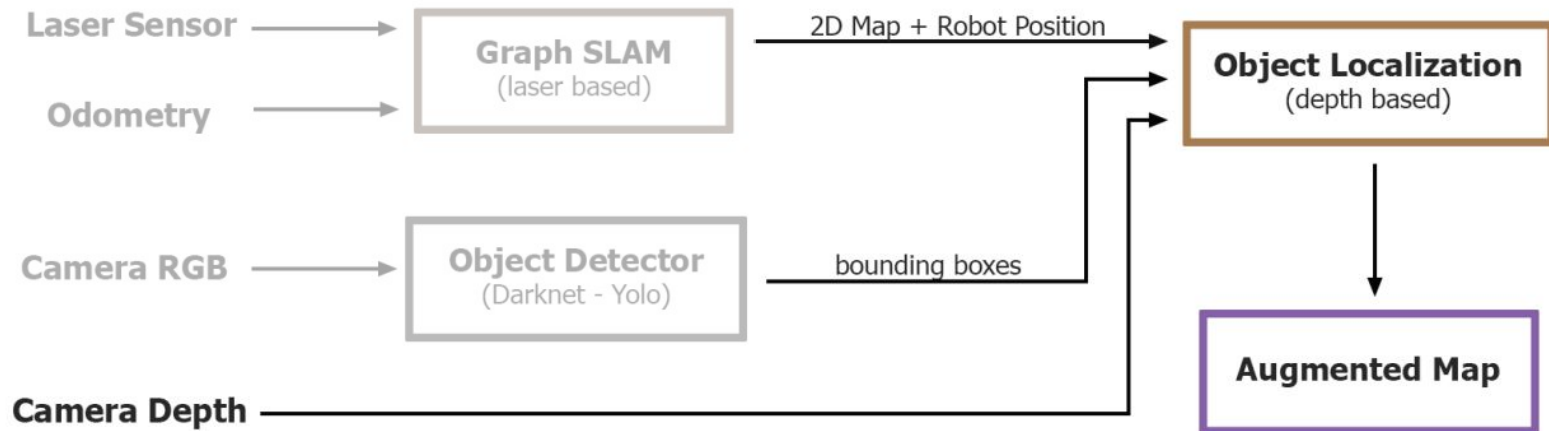 Laser Sensor
Odometry
Graph SLAM
(laser based)
2D Map + Robot Position
Object Localization
(depth based)
Camera RGB
Object Detector
(Darknet - Yolo)
bounding boxes
Camera Depth
Augmented Map